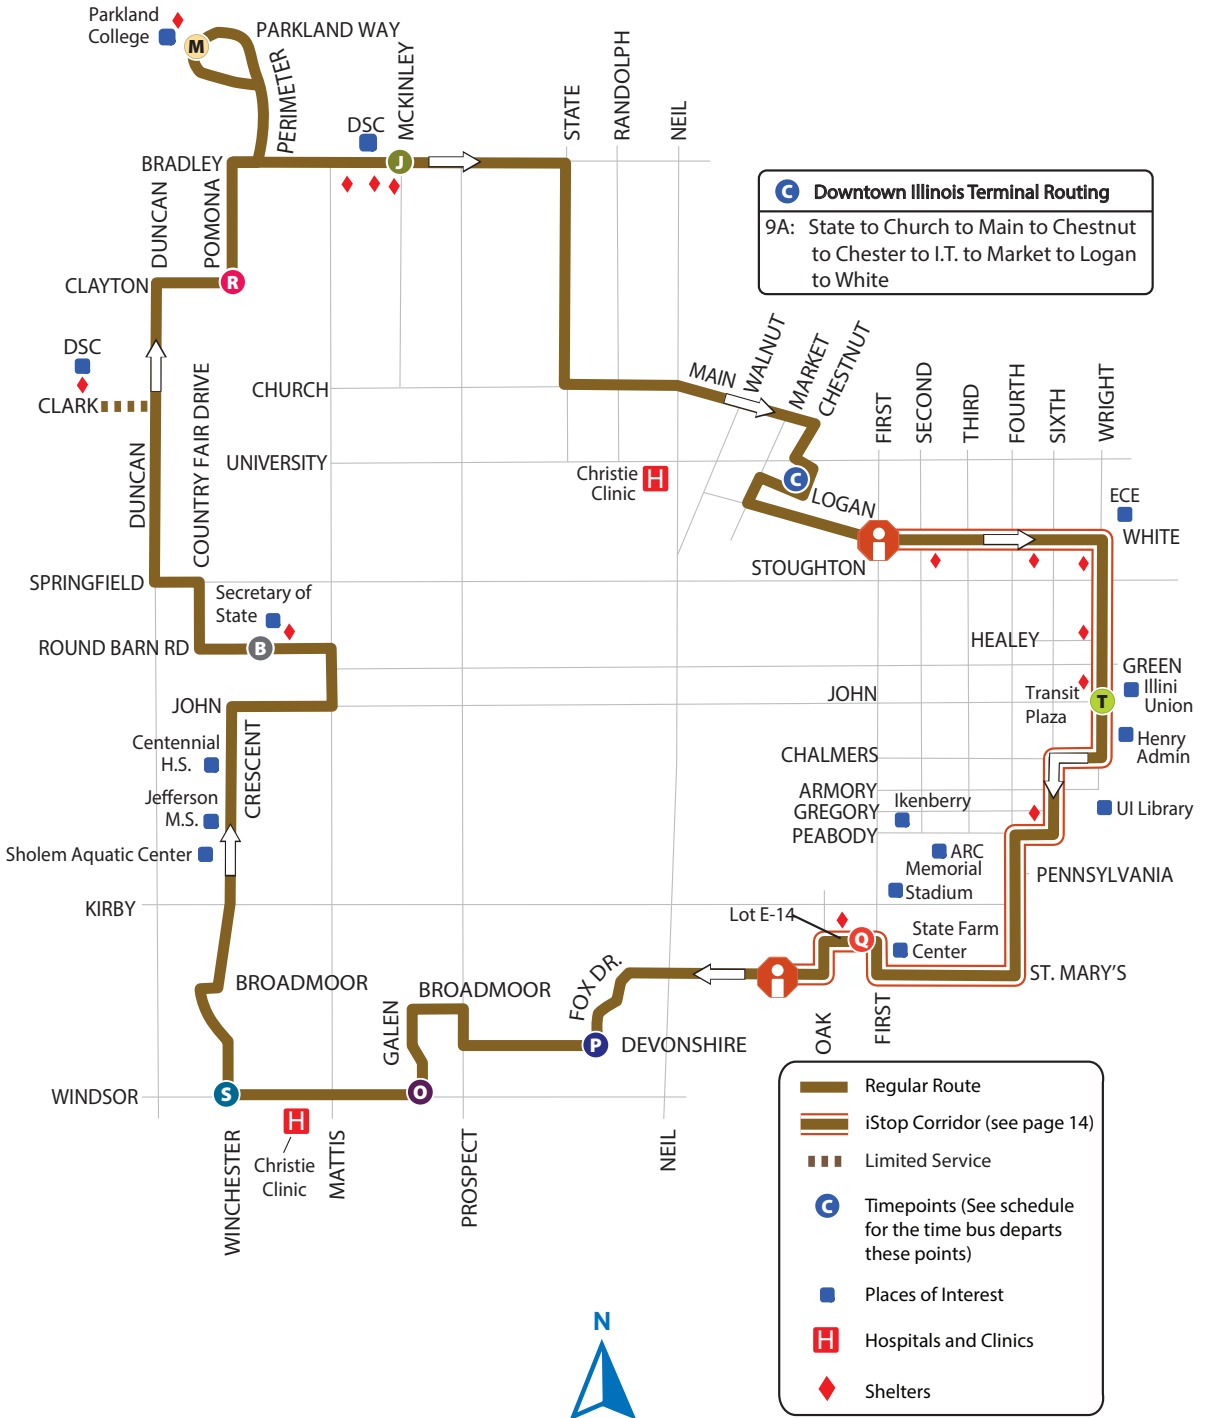 Parkland
College
M
PARKLAND WAY
PERIMETER
MCKINLEY
DSC
J
STATE
RANDOLPH
NEIL
BRADLEY
DUNCAN
POMONA
C Downtown Illinois Terminal Routing
9A: State to Church to Main to Chestnut
to Chester to I.T. to Market to Logan
to White
CLAYTON
R
DSC
CLARK
COUNTRY FAIR DRIVE
CHURCH
MAIN
WALNUT
MARKET
CHESTNUT
FIRST
SECOND
THIRD
FOURTH
SIXTH
WRIGHT
DUNCAN
UNIVERSITY
Christie
Clinic
H
C
LOGAN
ECE
WHITE
STOUGHTON
SPRINGFIELD
Secretary of
State
ROUND BARN RD
B
HEALEY
GREEN
JOHN
JOHN
Transit
Plaza
T
Illini
Union
Centennial
H.S.
CRESCENT
CHALMERS
Henry
Admin
Jefferson
M.S.
ARMORY
GREGORY
PEABODY
Ikenberry
UI Library
Sholem Aquatic Center
ARC
Memorial
Stadium
PENNSYLVANIA
KIRBY
Lot E-14
Q
State Farm
Center
ST. MARY'S
BROADMOOR
BROADMOOR
GALEN
FOX DR.
P
DEVONSHIRE
OAK
FIRST
WINDSOR
S
O
H
Christie
Clinic
WINCHESTER
MATTIS
PROSPECT
NEIL
Regular Route
iStop Corridor (see page 14)
Limited Service
C Timepoints (See schedule
for the time bus departs
these points)
Places of Interest
H Hospitals and Clinics
Shelters
N